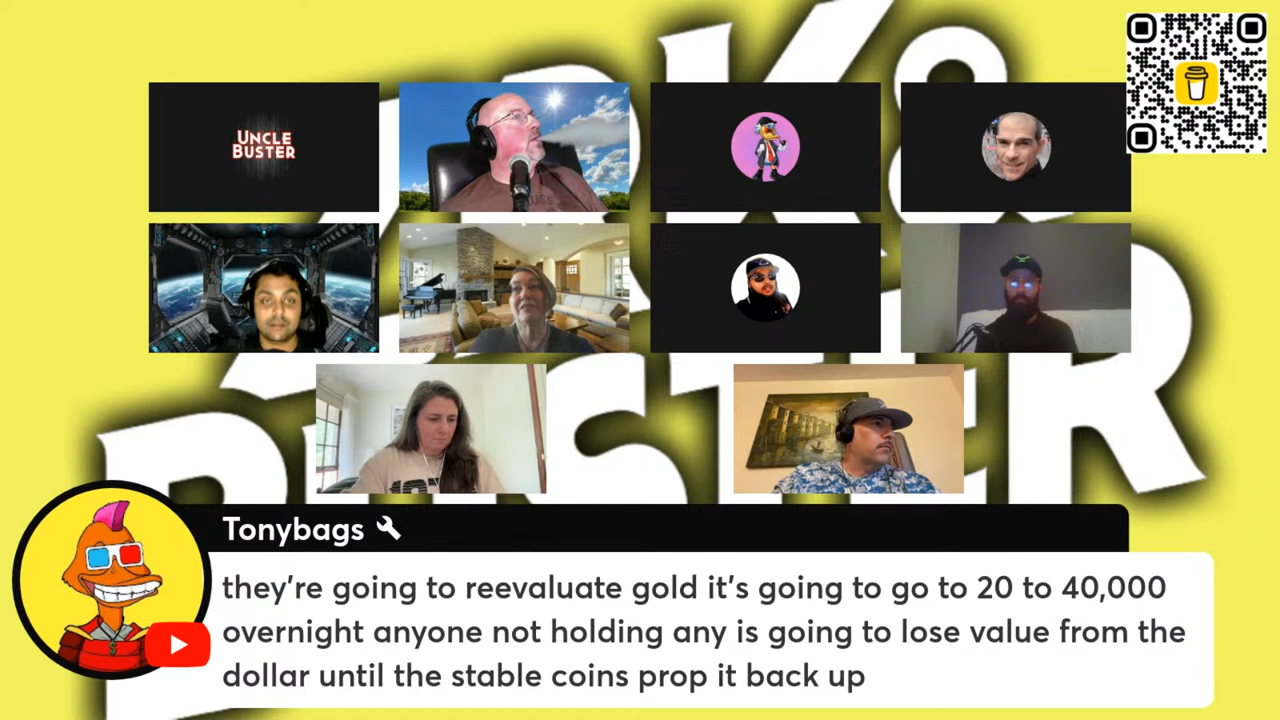 UNCLE
BUSTER
Tonybags
they're going to reevaluate gold it's going to go to 20 to 40,000
overnight anyone not holding any is going to lose value from the
dollar until the stable coins prop it back up